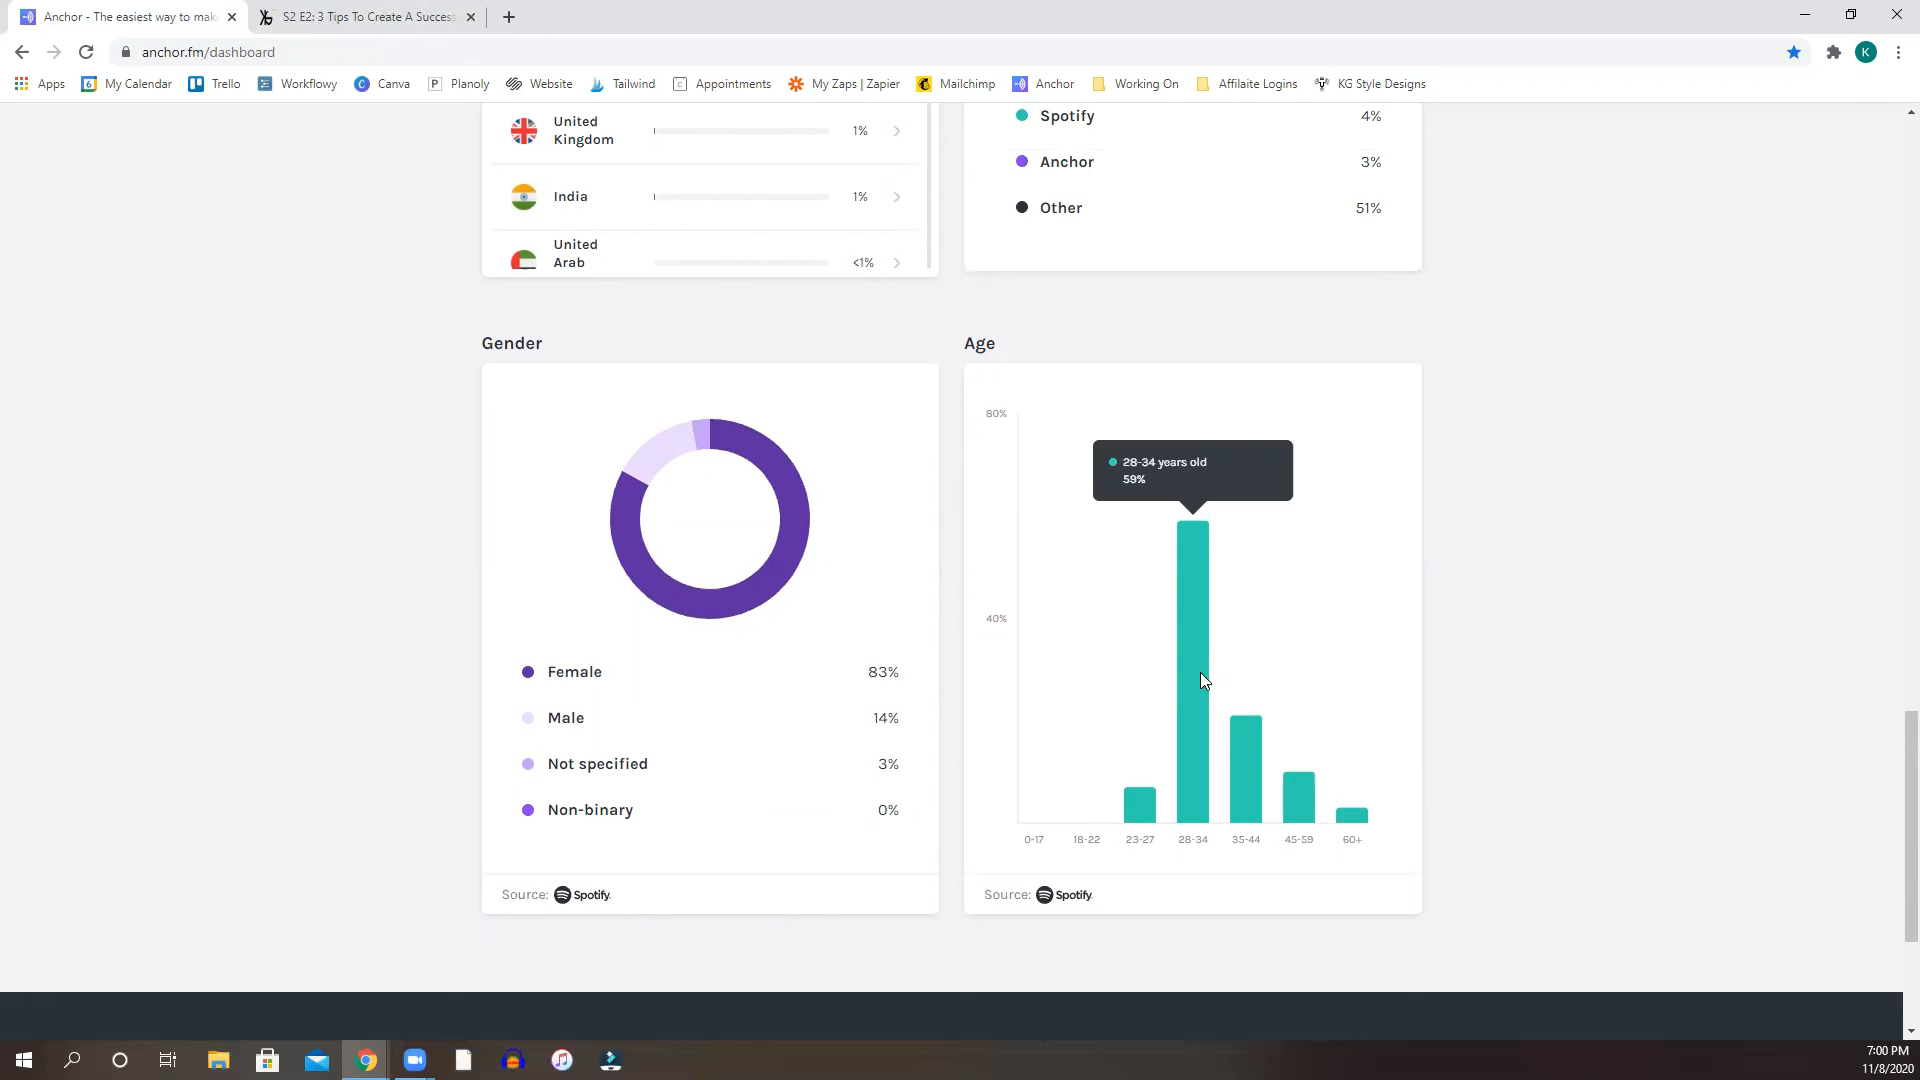 Anchor - The easiest way to mak
S2 E2: 3 Tips To Create A Success
anchor.fm/dashboard
K
Apps
My Calendar
Trello
Workflowy
Canva
Planoly
Website
Tailwind
Appointments
My Zaps | Zapier
Mailchimp
Anchor
Working On
Affilaite Logins
KG Style Designs
United
Kingdom
1%
India
1%
United
Arab
<1%
Spotify 4%
Anchor 3%
Other 51%
Gender
Female 83%
Male 14%
Not specified 3%
Non-binary 0%
Source: Spotify
Age
80%
28-34 years old
59%
40%
0-17 18-22 23-27 28-34 35-44 45-59 60+
Source: Spotify
7:00 PM
11/8/2020